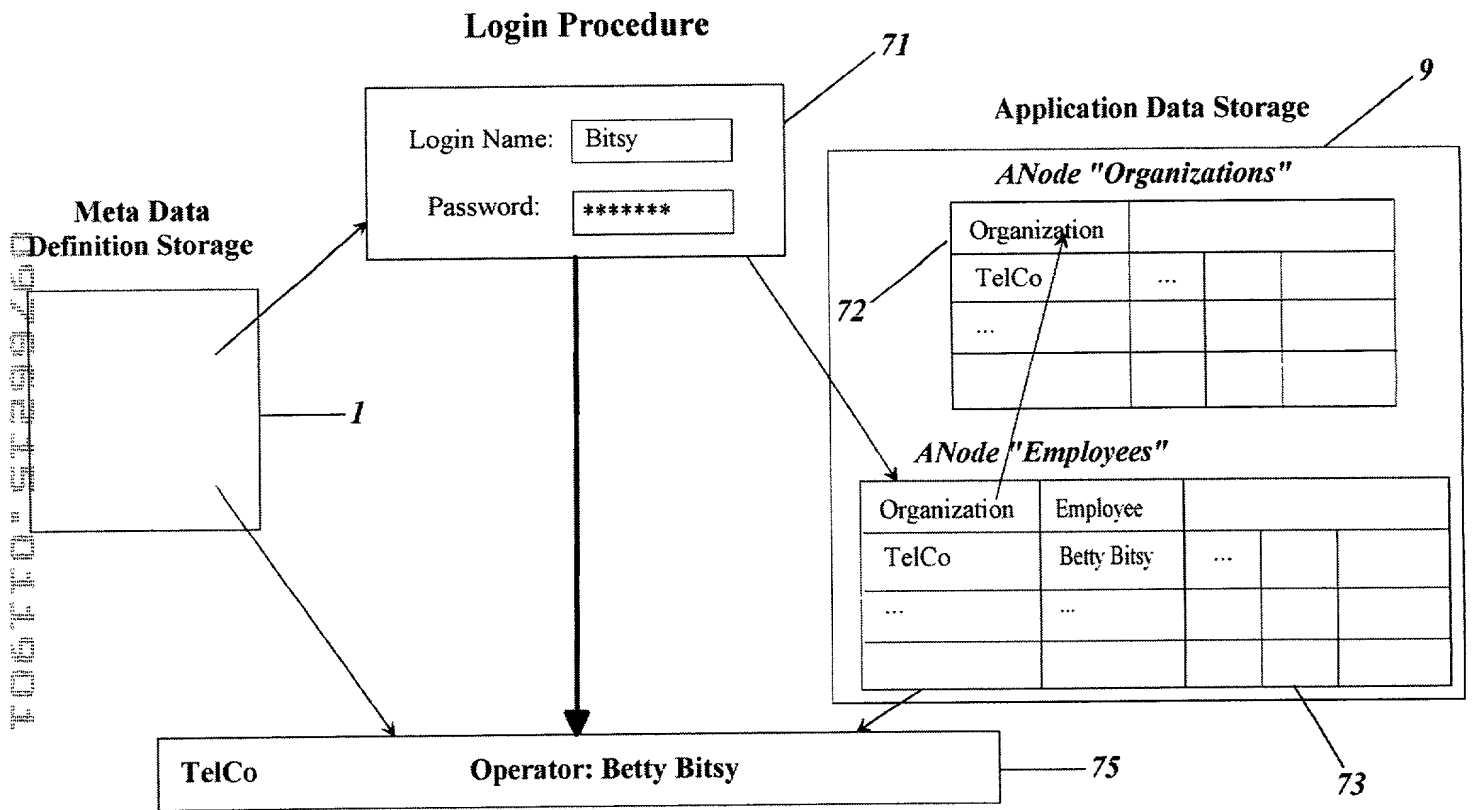 Login Procedure
71
9
Login Name: Bitsy
Password: *******
Application Data Storage
ANode "Organizations"
Organization
TelCo ...
...
72
Meta Data
Definition Storage
1
ANode "Employees"
Organization Employee
TelCo Betty Bitsy ...
... ...
73
TelCo Operator: Betty Bitsy
75